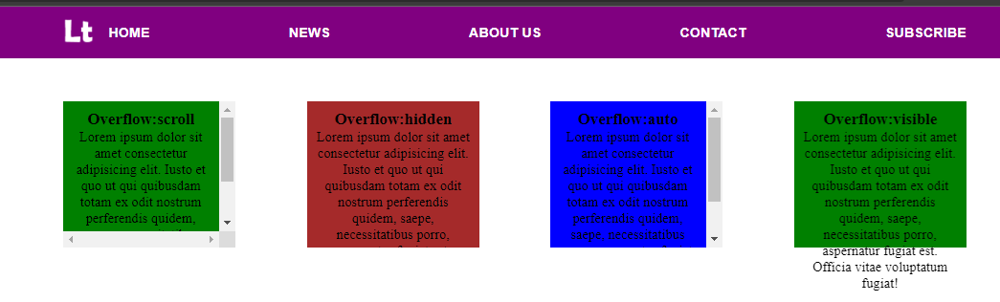 Lt HOME NEWS ABOUT US CONTACT SUBSCRIBE
Overflow:scroll
Lorem ipsum dolor sit
amet consectetur
adipisicing elit. Iusto et
quo ut qui quibusdam
totam ex odit nostrum
perferendis quidem,
Overflow:hidden
Lorem ipsum dolor sit amet
consectetur adipisicing elit.
Iusto et quo ut qui
quibusdam totam ex odit
nostrum perferendis
quidem, saepe,
necessitatibus porro,
Overflow:auto
Lorem ipsum dolor sit
amet consectetur
adipisicing elit. Iusto et
quo ut qui quibusdam
totam ex odit nostrum
perferendis quidem,
saepe, necessitatibus
Overflow:visible
Lorem ipsum dolor sit amet
consectetur adipisicing elit.
Iusto et quo ut qui
quibusdam totam ex odit
nostrum perferendis
quidem, saepe,
necessitatibus porro,
aspernatur fugiat est.
Officia vitae voluptatum
fugiat!